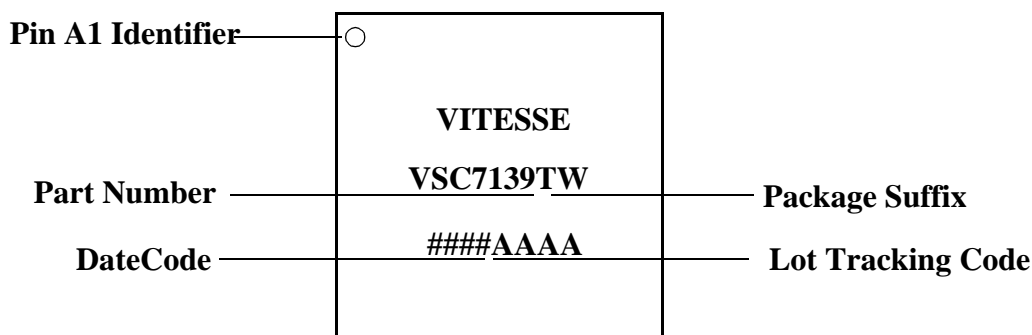 Pin A1 Identifier
VITESSE
VSC7139TW
Part Number
Package Suffix
####AAAA
DateCode
Lot Tracking Code